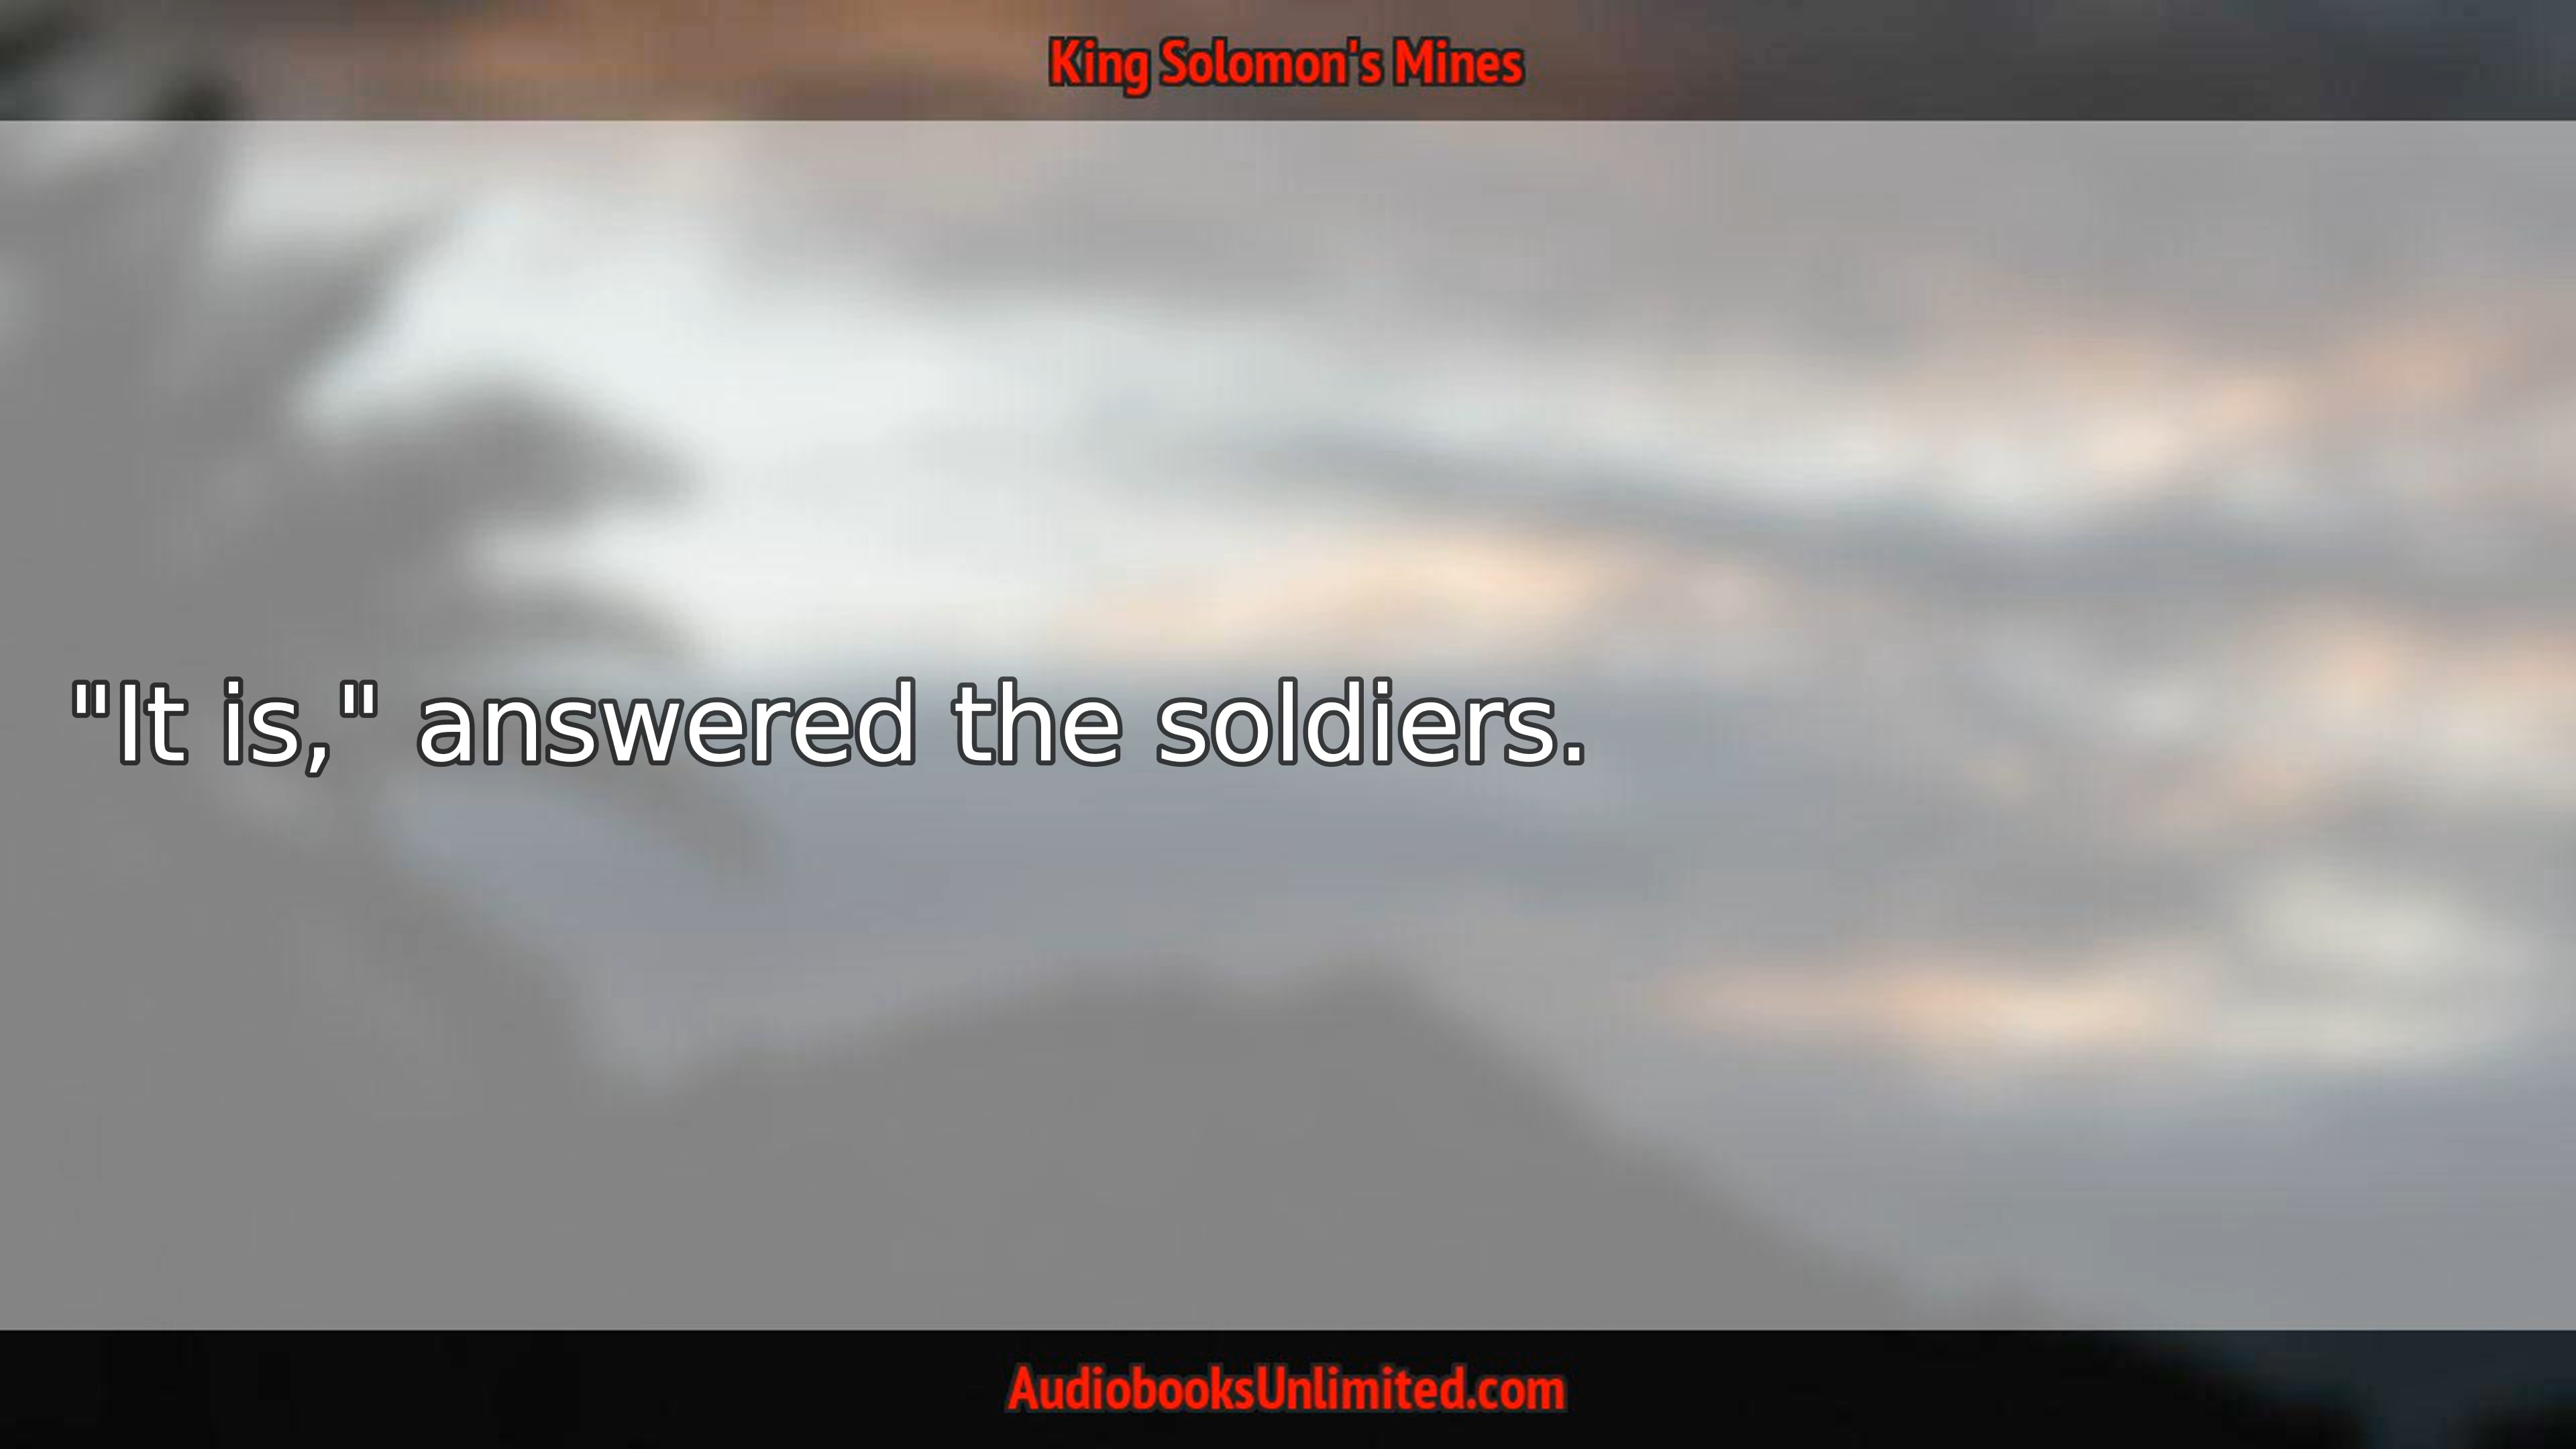 King Solomon's Mines
"It is," answered the soldiers.
AudiobooksUnlimited.com